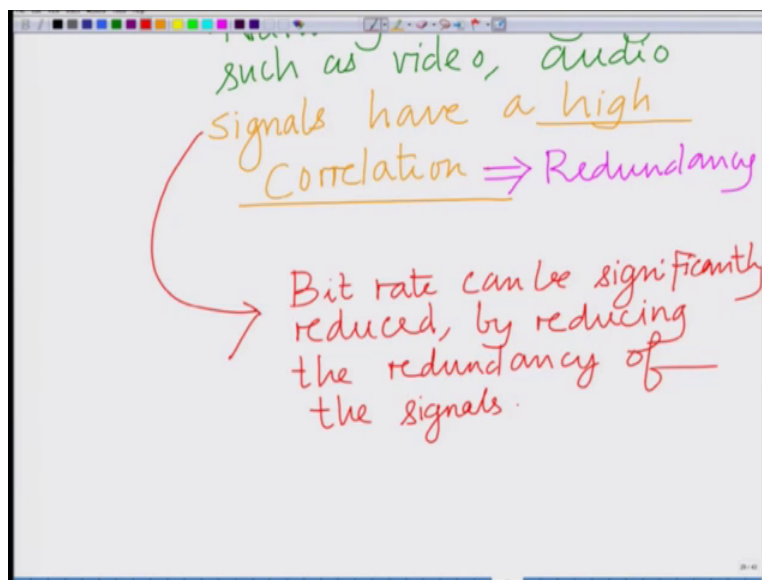 such as video, audio
signals have a high
Correlation ⇒ Redundancy
Bit rate can be significantly
reduced, by reducing
the redundancy of
the signals.